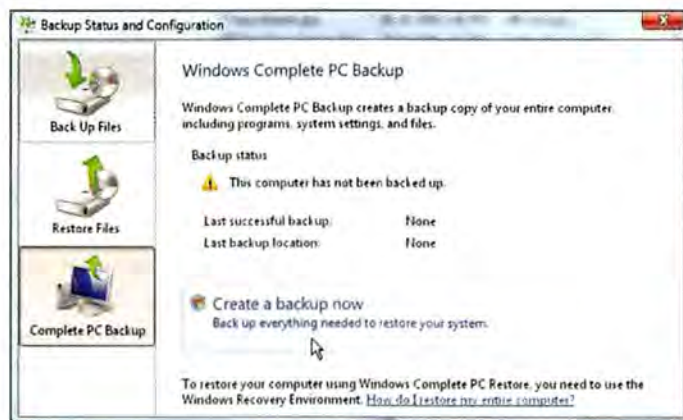 Backup Status and Configuration
Back Up Files
Restore Files
Complete PC Backup
Windows Complete PC Backup
Windows Complete PC Backup creates a backup copy of your entire computer,
including programs, system settings, and files.
Backup status
This computer has not been backed up.
Last successful backup: None
Last backup location: None
Create a backup now
Back up everything needed to restore your system.
To restore your computer using Windows Complete PC Restore, you need to use the
Windows Recovery Environment. How do I restore my entire computer?